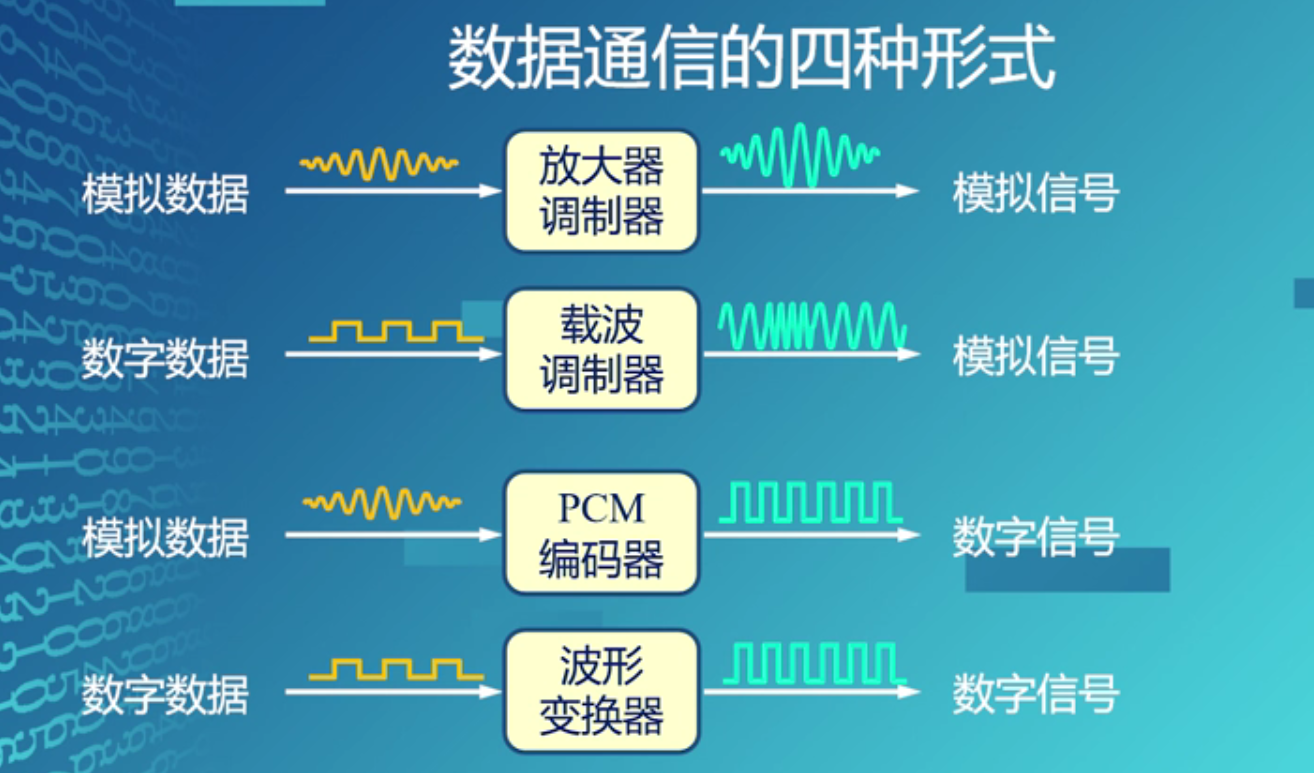 数据通信的四种形式
模拟数据
放大器
调制器
模拟信号
数字数据
载波
调制器
模拟信号
模拟数据
PCM
编码器
数字信号
数字数据
波形
变换器
数字信号